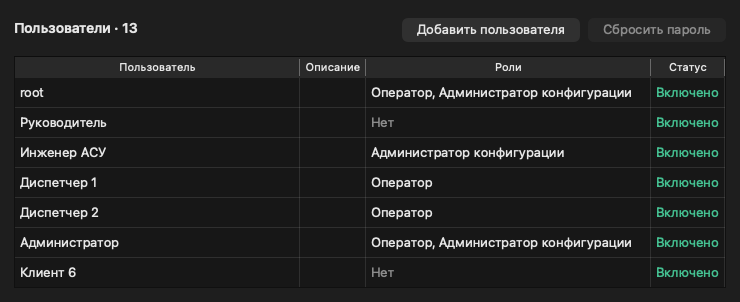 Пользователи · 13
Добавить пользователя
Сбросить пароль
Пользователь Описание Роли Статус
root Оператор, Администратор конфигурации Включено
Руководитель Нет Включено
Инженер АСУ Администратор конфигурации Включено
Диспетчер 1 Оператор Включено
Диспетчер 2 Оператор Включено
Администратор Оператор, Администратор конфигурации Включено
Клиент 6 Нет Включено